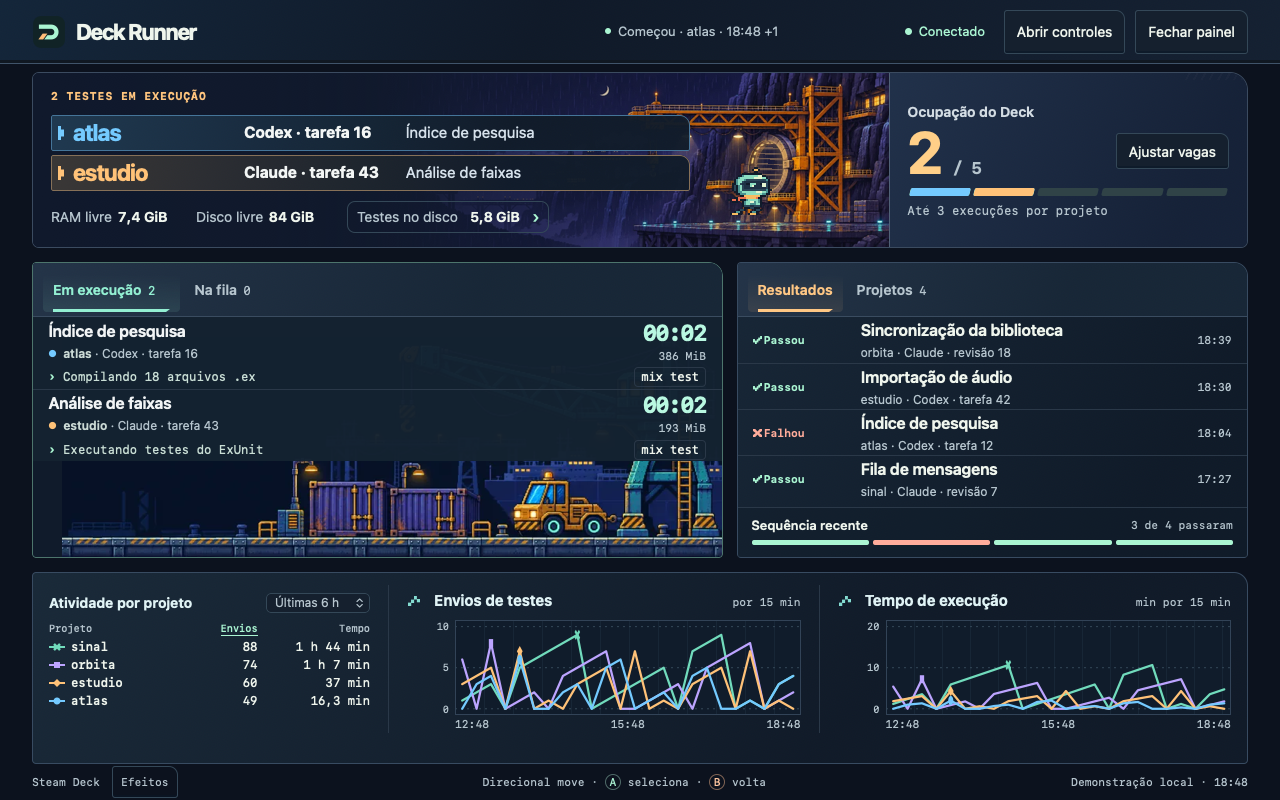 Deck Runner
Começou · atlas · 18:48 +1
Conectado
Abrir controles
Fechar painel
2 TESTES EM EXECUÇÃO
atlas Codex · tarefa 16 Índice de pesquisa
estudio Claude · tarefa 43 Análise de faixas
RAM livre 7,4 GiB Disco livre 84 GiB Testes no disco 5,8 GiB ›
Ocupação do Deck
2 / 5
Ajustar vagas
Até 3 execuções por projeto
Em execução 2 Na fila 0
Índice de pesquisa 00:02
atlas · Codex · tarefa 16 386 MiB
› Compilando 18 arquivos .ex mix test
Análise de faixas 00:02
estudio · Claude · tarefa 43 193 MiB
› Executando testes do ExUnit mix test
Resultados Projetos 4
Passou Sincronização da biblioteca 18:39
orbita · Claude · revisão 18
Passou Importação de áudio 18:30
estudio · Codex · tarefa 42
Falhou Índice de pesquisa 18:04
atlas · Codex · tarefa 12
Passou Fila de mensagens 17:27
sinal · Claude · revisão 7
Sequência recente 3 de 4 passaram
Atividade por projeto Últimas 6 h
Projeto Envios Tempo
sinal 88 1 h 44 min
orbita 74 1 h 7 min
estudio 60 37 min
atlas 49 16,3 min
Envios de testes por 15 min
10
5
0
12:48 15:48 18:48
Tempo de execução min por 15 min
20
10
0
12:48 15:48 18:48
Steam Deck Efeitos
Direcional move · A seleciona · B volta
Demonstração local · 18:48